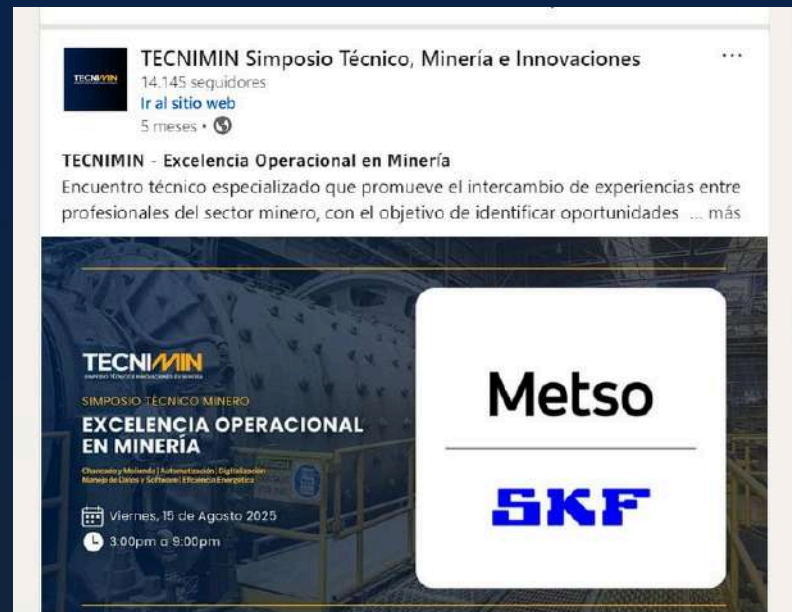 TECNIMIN
TECNIMIN Simposio Técnico, Minería e Innovaciones
14.145 seguidores
Ir al sitio web
5 meses •
TECNIMIN - Excelencia Operacional en Minería
Encuentro técnico especializado que promueve el intercambio de experiencias entre
profesionales del sector minero, con el objetivo de identificar oportunidades ... más
TECNIMIN
SIMPOSIO TÉCNICO MINERO
EXCELENCIA OPERACIONAL
EN MINERÍA
Chancado y Molienda | Automatización | Digitalización
Manejo de Datos y Software | Eficiencia Energética
Viernes, 15 de Agosto 2025
3:00pm a 9:00pm
Metso
SKF